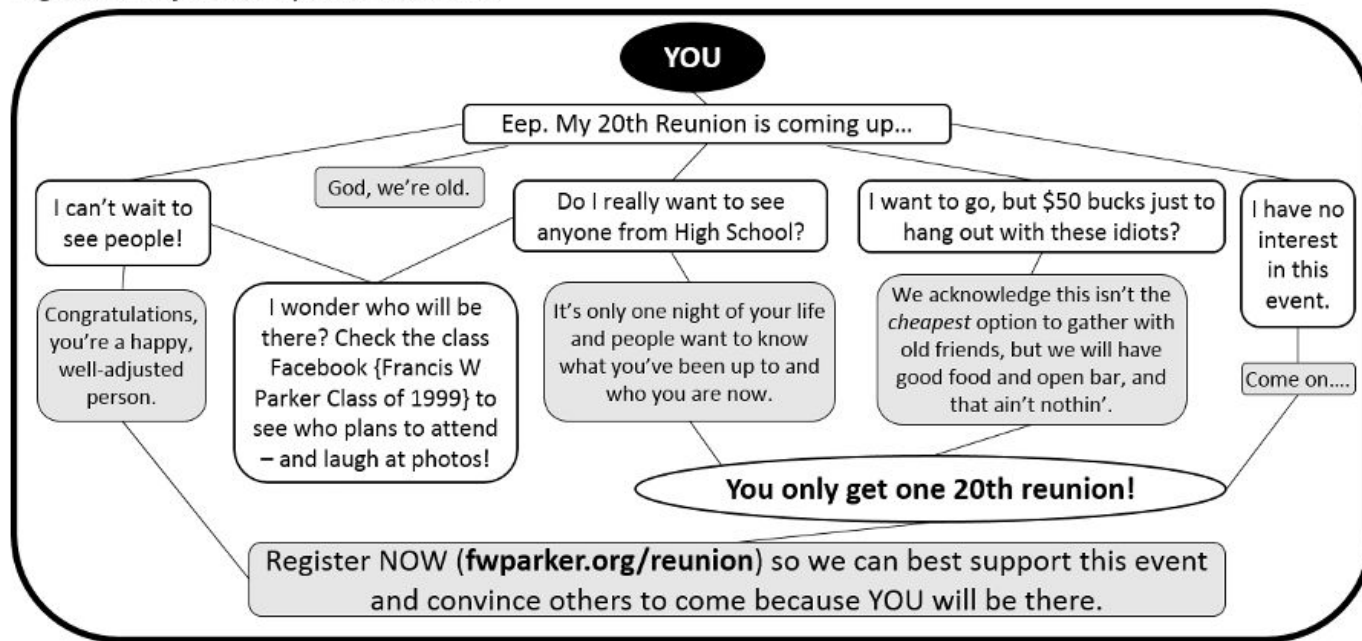 YOU
Eep. My 20th Reunion is coming up...
God, we're old.
I can't wait to
see people!
Do I really want to see
anyone from High School?
I want to go, but $50 bucks just to
hang out with these idiots?
I have no
interest
in this
event.
Congratulations,
you're a happy,
well-adjusted
person.
I wonder who will be
there? Check the class
Facebook {Francis W
Parker Class of 1999} to
see who plans to attend
– and laugh at photos!
It's only one night of your life
and people want to know
what you've been up to and
who you are now.
We acknowledge this isn't the
cheapest option to gather with
old friends, but we will have
good food and open bar, and
that ain't nothin'.
Come on....
You only get one 20th reunion!
Register NOW (fwparker.org/reunion) so we can best support this event
and convince others to come because YOU will be there.